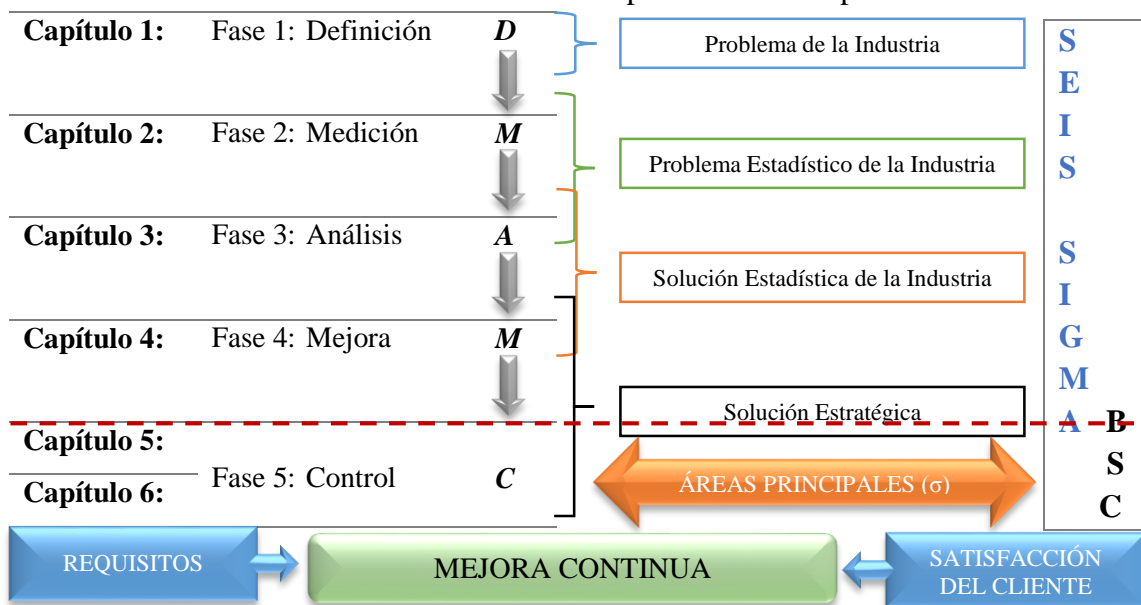 Capítulo 1: Fase 1: Definición D
Problema de la Industria
Capítulo 2: Fase 2: Medición M
Problema Estadístico de la Industria
Capítulo 3: Fase 3: Análisis A
Solución Estadística de la Industria
Capítulo 4: Fase 4: Mejora M
Solución Estratégica
Capítulo 5:
Fase 5: Control C
Capítulo 6:
ÁREAS PRINCIPALES (σ)
S
E
I
S
S
I
G
M
A B
S
C
REQUISITOS
MEJORA CONTINUA
SATISFACCIÓN
DEL CLIENTE